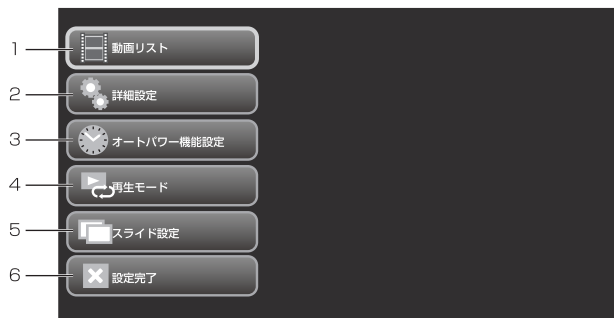 1 動画リスト
2 詳細設定
3 オートパワー機能設定
4 再生モード
5 スライド設定
6 設定完了